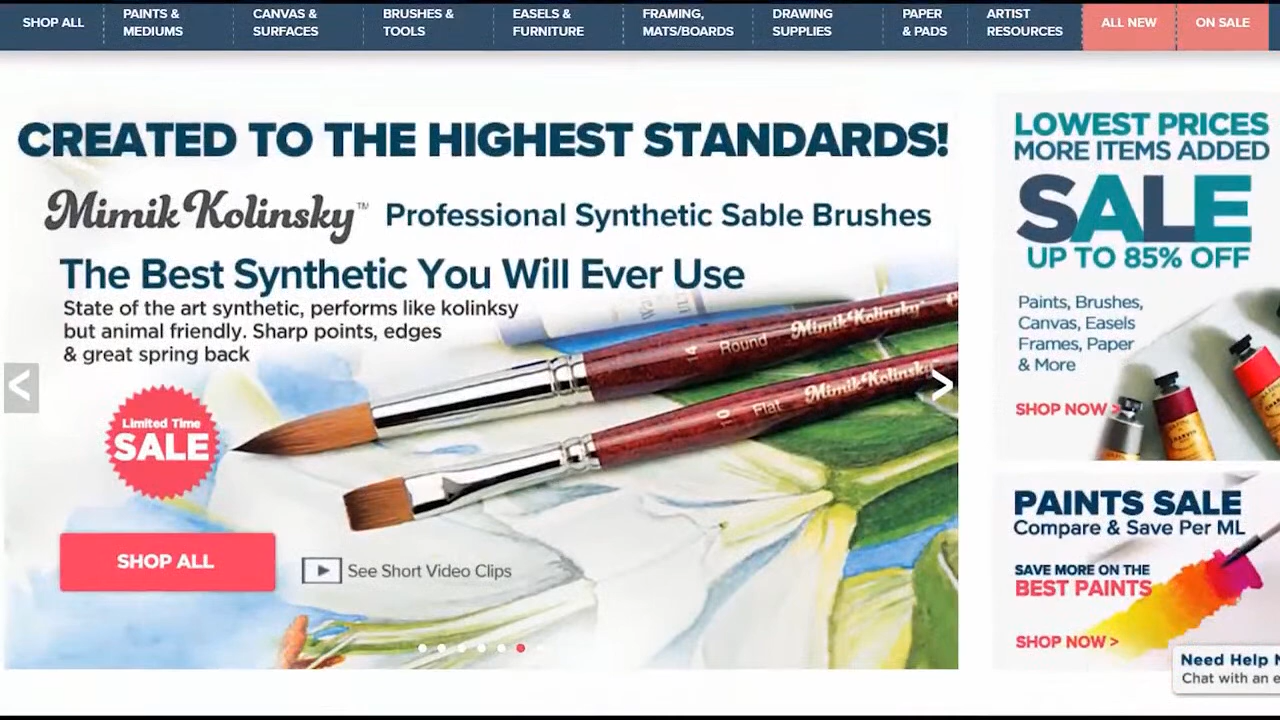 SHOP ALL
PAINTS &
MEDIUMS
CANVAS &
SURFACES
BRUSHES &
TOOLS
EASELS &
FURNITURE
FRAMING,
MATS/BOARDS
DRAWING
SUPPLIES
PAPER
& PADS
ARTIST
RESOURCES
ALL NEW
ON SALE
CREATED TO THE HIGHEST STANDARDS!
Mimik Kolinsky™ Professional Synthetic Sable Brushes
The Best Synthetic You Will Ever Use
State of the art synthetic, performs like kolinksy
but animal friendly. Sharp points, edges
& great spring back
14 Round Mimik Kolinsky
10 Flat Mimik Kolinsky
Limited Time
SALE
SHOP ALL
See Short Video Clips
LOWEST PRICES
MORE ITEMS ADDED
SALE
UP TO 85% OFF
Paints, Brushes,
Canvas, Easels
Frames, Paper
& More
SHOP NOW >
PAINTS SALE
Compare & Save Per ML
SAVE MORE ON THE
BEST PAINTS
SHOP NOW >
Need Help
Chat with an